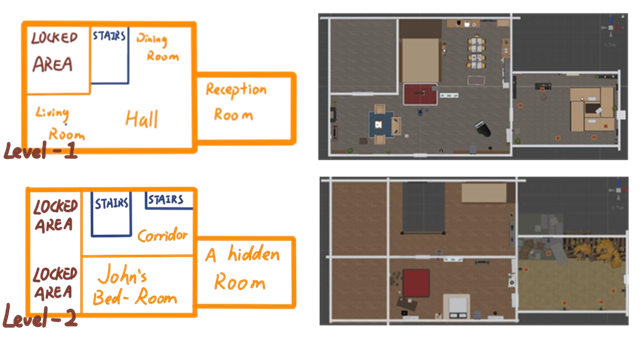 LOCKED
AREA
STAIRS
Dining
Room
Living
Room
Hall
Reception
Room
Level-1
LOCKED
AREA
STAIRS
STAIRS
Corridor
LOCKED
AREA
John's
Bed-Room
A hidden
Room
Level-2